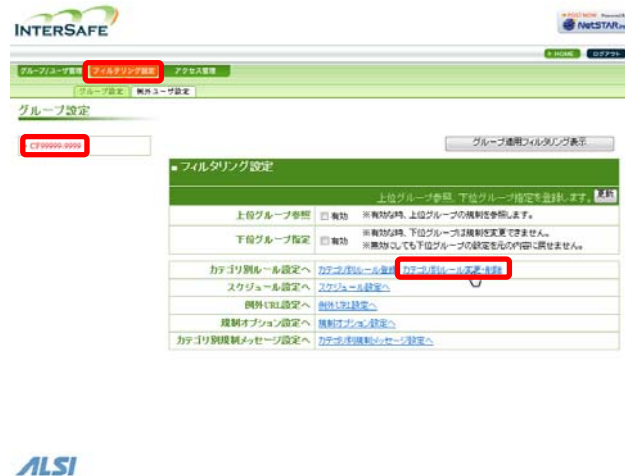 INTERSAFE
NetSTAR
HOME ログアウト
グループ/ユーザ管理 フィルタリング設定 アクセス管理
グループ設定 例外ユーザ設定
グループ設定
CF99999-9999
グループ適用フィルタリング表示
■フィルタリング設定
上位グループ参照、下位グループ指定を登録します。 更新
上位グループ参照 有効 ※有効な時、上位グループの規制を参照します。
下位グループ指定 有効 ※有効な時、下位グループは規制を変更できません。
※無効にしても下位グループの設定を元の内容に戻せません。
カテゴリ別ルール設定へ カテゴリ別ルール登録 カテゴリ別ルール変更・削除
スケジュール設定へ スケジュール設定へ
例外URL設定へ 例外URL設定へ
規制オプション設定へ 規制オプション設定へ
カテゴリ別規制メッセージ設定へ カテゴリ別規制メッセージ設定へ
ALSI